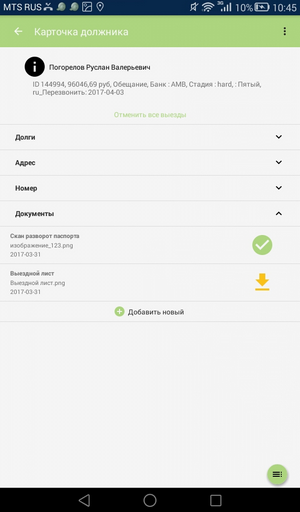 MTS RUS 3G 10% 10:45
Карточка должника
Погорелов Руслан Валерьевич
ID 144994, 96046,69 руб, Обещание, Банк : AMB, Стадия : hard, : Пятый,
ru_Перезвонить: 2017-04-03
Отменить все выезды
Долги
Адрес
Номер
Документы
Скан разворот паспорта
изображение_123.png
2017-03-31
Выездной лист
Выездной лист.png
2017-03-31
Добавить новый